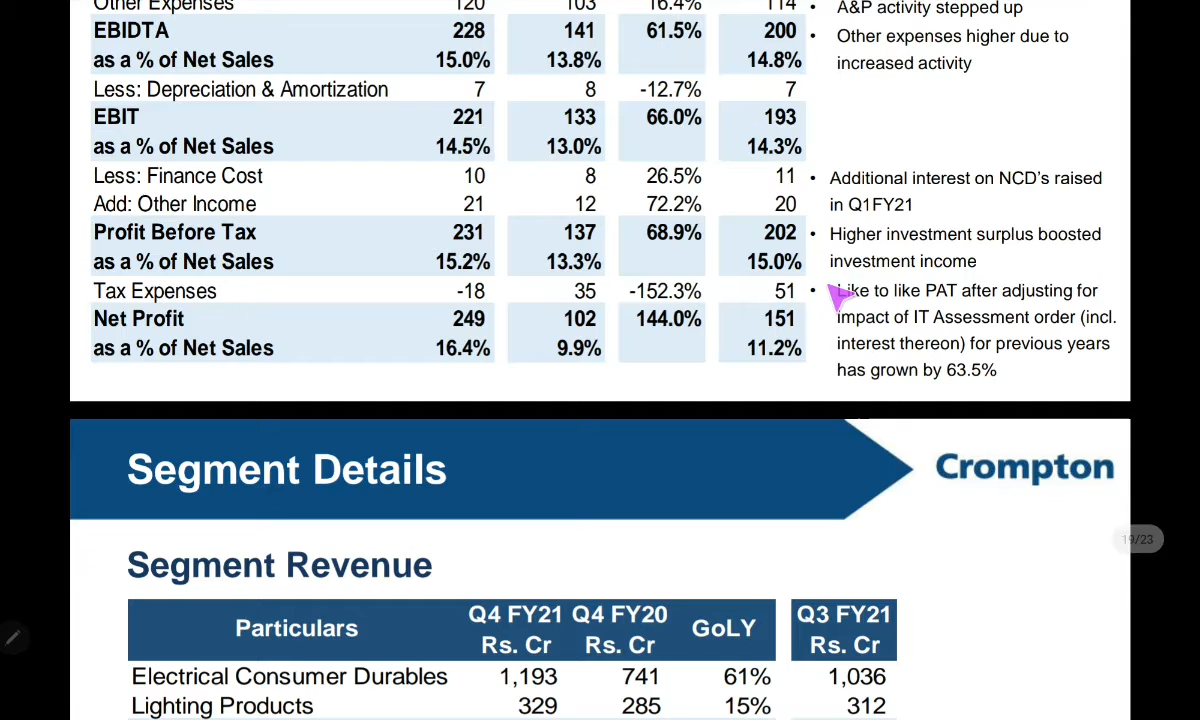 Other Expenses 120 103 16.4% 114
• A&P activity stepped up
EBIDTA 228 141 61.5% 200
• Other expenses higher due to
as a % of Net Sales 15.0% 13.8% 14.8%
increased activity
Less: Depreciation & Amortization 7 8 -12.7% 7
EBIT 221 133 66.0% 193
as a % of Net Sales 14.5% 13.0% 14.3%
Less: Finance Cost 10 8 26.5% 11
• Additional interest on NCD's raised
in Q1FY21
Add: Other Income 21 12 72.2% 20
Profit Before Tax 231 137 68.9% 202
• Higher investment surplus boosted
as a % of Net Sales 15.2% 13.3% 15.0%
investment income
Tax Expenses -18 35 -152.3% 51
• Like to like PAT after adjusting for
Net Profit 249 102 144.0% 151
impact of IT Assessment order (incl.
as a % of Net Sales 16.4% 9.9% 11.2%
interest thereon) for previous years
has grown by 63.5%
Segment Details
Crompton
19/23
Segment Revenue
Particulars Q4 FY21 Rs. Cr Q4 FY20 Rs. Cr GoLY Q3 FY21 Rs. Cr
Electrical Consumer Durables 1,193 741 61% 1,036
Lighting Products 329 285 15% 312